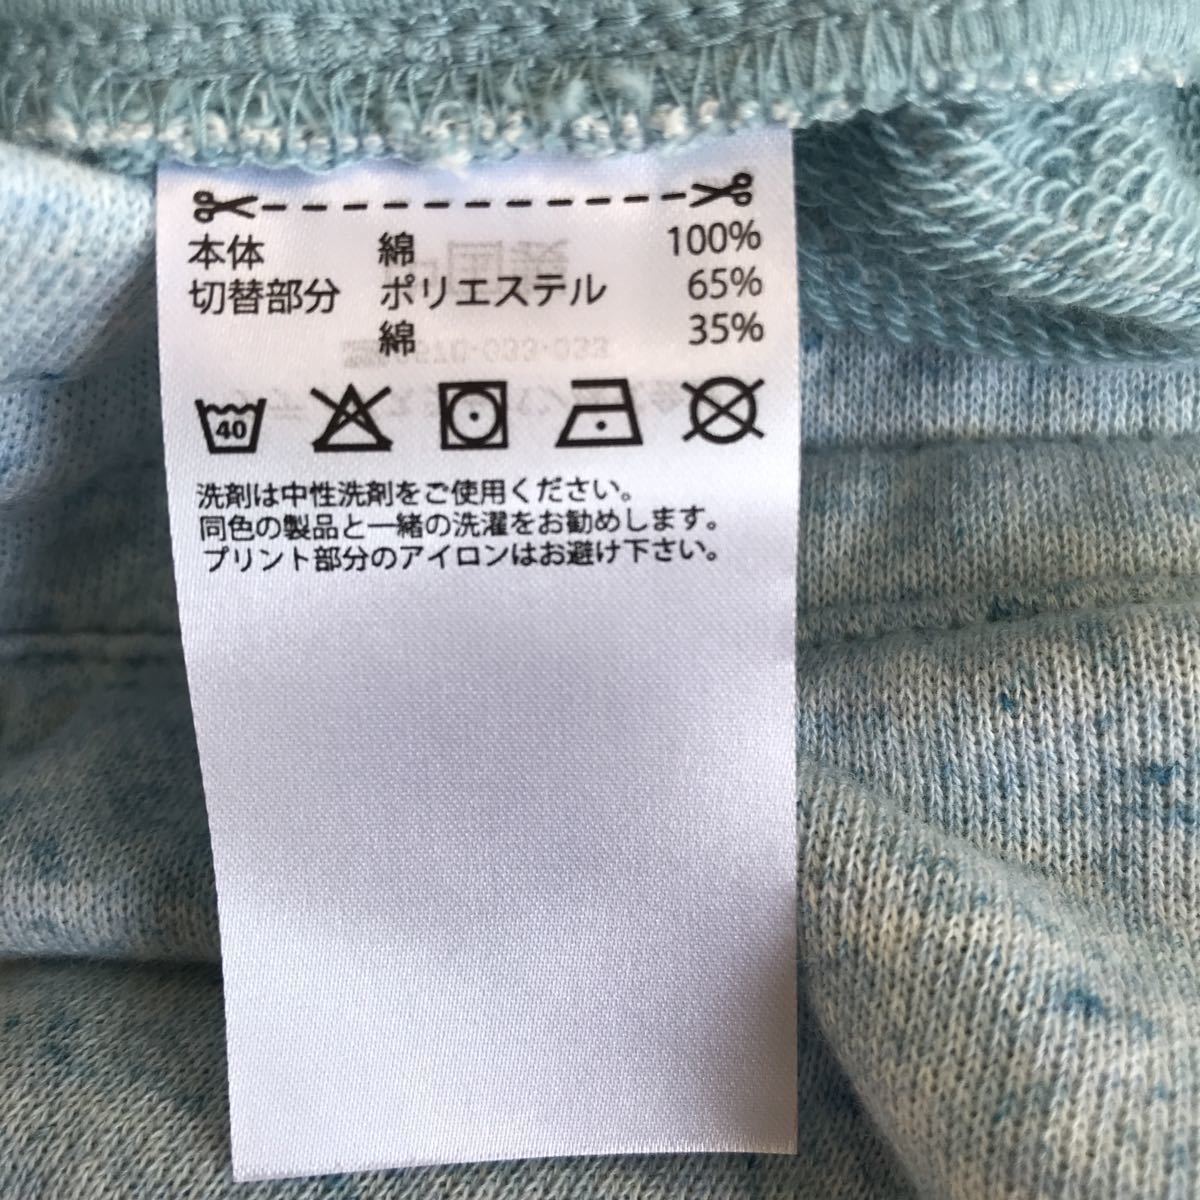 本体 綿 100%
切替部分 ポリエステル 65%
綿 35%
40
洗剤は中性洗剤をご使用ください。
同色の製品と一緒の洗濯をお勧めします。
プリント部分のアイロンはお避け下さい。